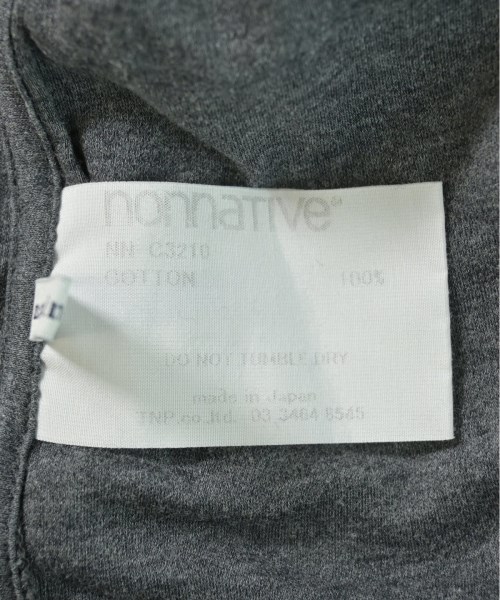 nonnative
NN-C3210
COTTON 100%
DO NOT TUMBLE DRY
made in Japan
TNP.co.,ltd. 03 3464 8545